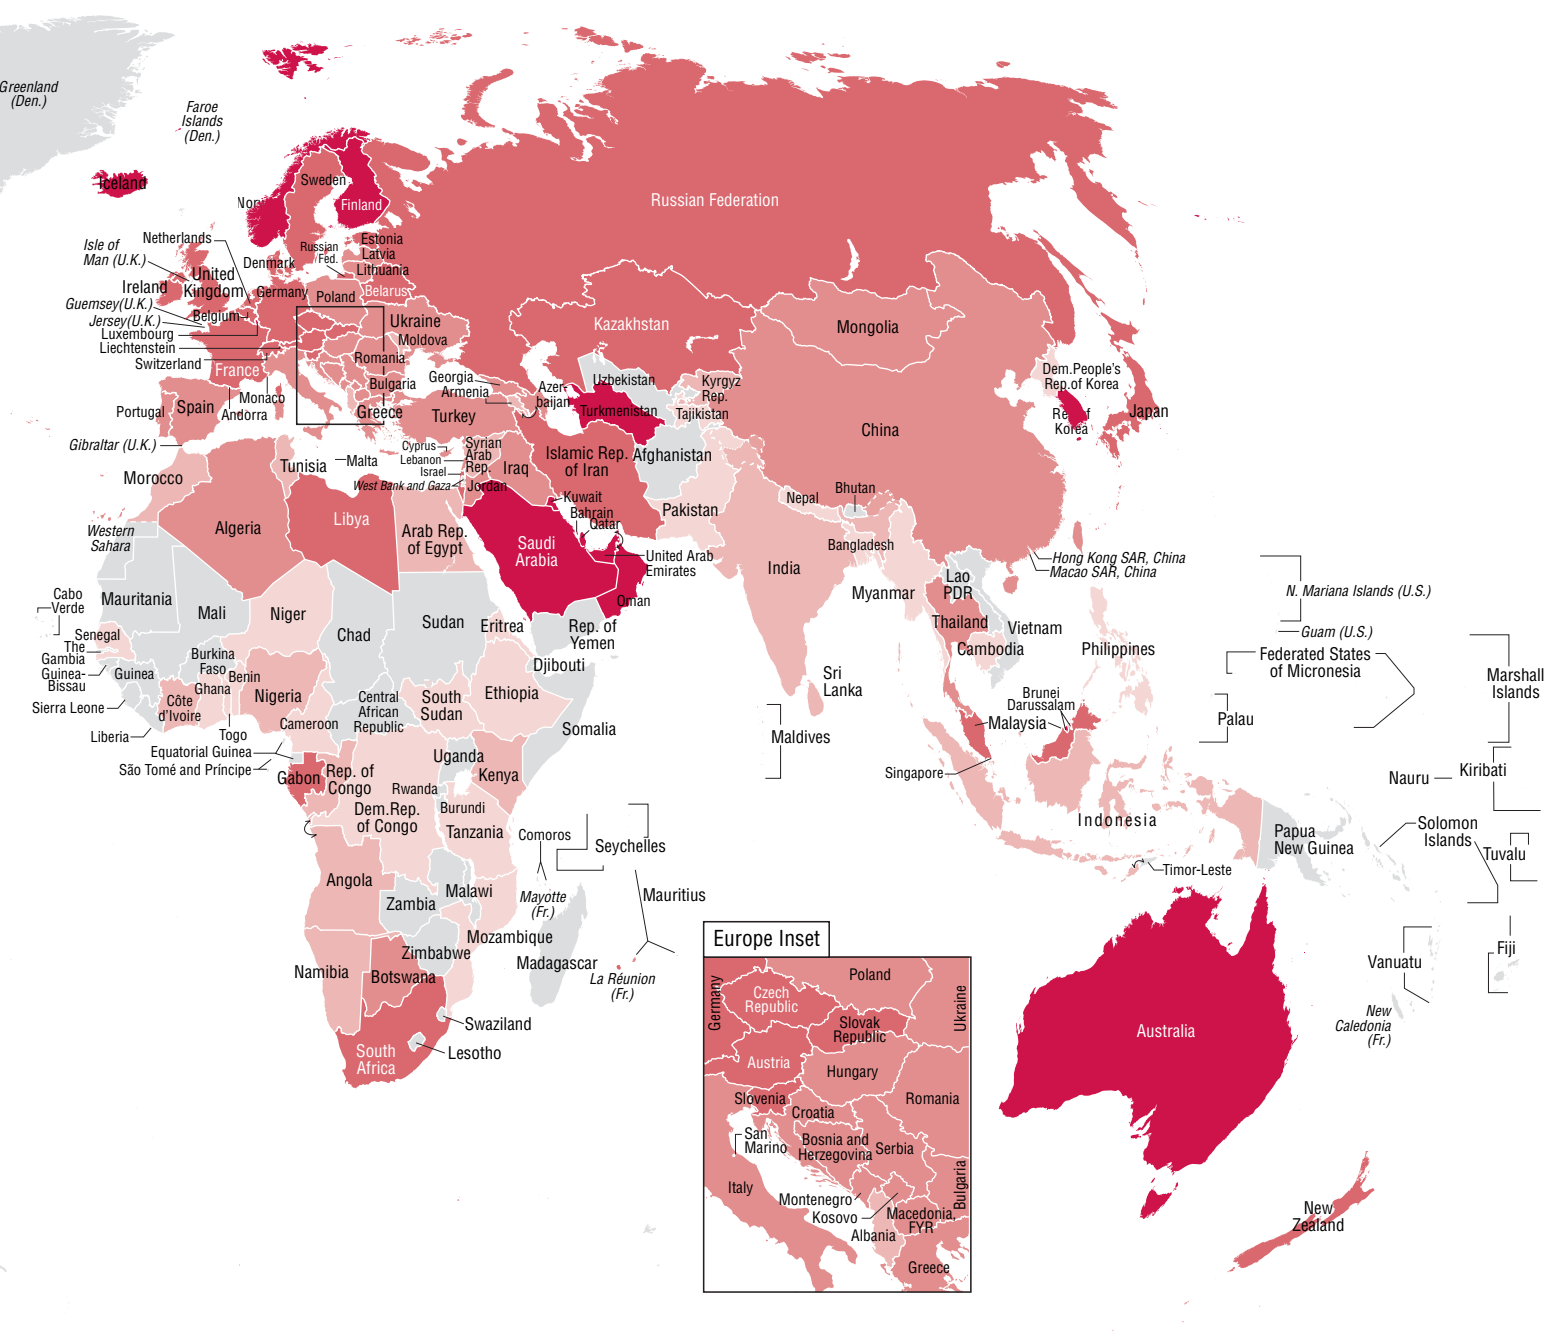 Greenland
(Den.)
Faroe
Islands
(Den.)
Iceland
Nor
Sweden
Finland
Russian Federation
Netherlands
Isle of
Man (U.K.)
Denmark
Russian
Fed.
Estonia
Latvia
Lithuania
United
Kingdom
Ireland
Germany
Poland
Belarus
Guemsey(U.K.)
Jersey(U.K.)
Belgium
Luxembourg
Liechtenstein
Switzerland
France
Ukraine
Moldova
Romania
Bulgaria
Kazakhstan
Mongolia
Portugal
Spain
Monaco
Andorra
Greece
Georgia
Armenia
Azer-
baijan
Turkey
Uzbekistan
Turkmenistan
Kyrgyz
Rep.
Tajikistan
China
Dem.People’s
Rep.of Korea
Rep.of
Korea
Japan
Gibraltar (U.K.)
Morocco
Tunisia
Malta
Cyprus
Lebanon
Israel
West Bank and Gaza
Syrian
Arab
Rep.
Jordan
Iraq
Islamic Rep.
of Iran
Afghanistan
Kuwait
Bahrain
Qatar
Pakistan
Nepal
Bhutan
Western
Sahara
Algeria
Libya
Arab Rep.
of Egypt
Saudi
Arabia
United Arab
Emirates
Oman
India
Bangladesh
Myanmar
Lao
PDR
Hong Kong SAR, China
Macao SAR, China
N. Mariana Islands (U.S.)
Guam (U.S.)
Cabo
Verde
Mauritania
Mali
Niger
Chad
Sudan
Eritrea
Rep. of
Yemen
Djibouti
Thailand
Vietnam
Cambodia
Philippines
Federated States
of Micronesia
Marshall
Islands
Senegal
The
Gambia
Guinea-
Bissau
Guinea
Sierra Leone
Liberia
Burkina
Faso
Benin
Ghana
Côte
d’Ivoire
Togo
Nigeria
Cameroon
Central
African
Republic
South
Sudan
Ethiopia
Somalia
Sri
Lanka
Maldives
Brunei
Darussalam
Malaysia
Palau
Equatorial Guinea
São Tomé and Príncipe
Gabon
Rep. of
Congo
Dem.Rep.
of Congo
Uganda
Kenya
Rwanda
Burundi
Tanzania
Singapore
Nauru
Kiribati
Indonesia
Papua
New Guinea
Solomon
Islands
Tuvalu
Timor-Leste
Comoros
Seychelles
Mayotte
(Fr.)
Mauritius
La Réunion
(Fr.)
Angola
Zambia
Malawi
Mozambique
Zimbabwe
Madagascar
Namibia
Botswana
Swaziland
Lesotho
South
Africa
Vanuatu
Fiji
New
Caledonia
(Fr.)
Australia
New
Zealand
Europe Inset
Germany
Poland
Czech
Republic
Ukraine
Slovak
Republic
Austria
Hungary
Slovenia
Croatia
Romania
San
Marino
Bosnia and
Herzegovina
Serbia
Italy
Montenegro
Kosovo
Bulgaria
Macedonia,
FYR
Albania
Greece